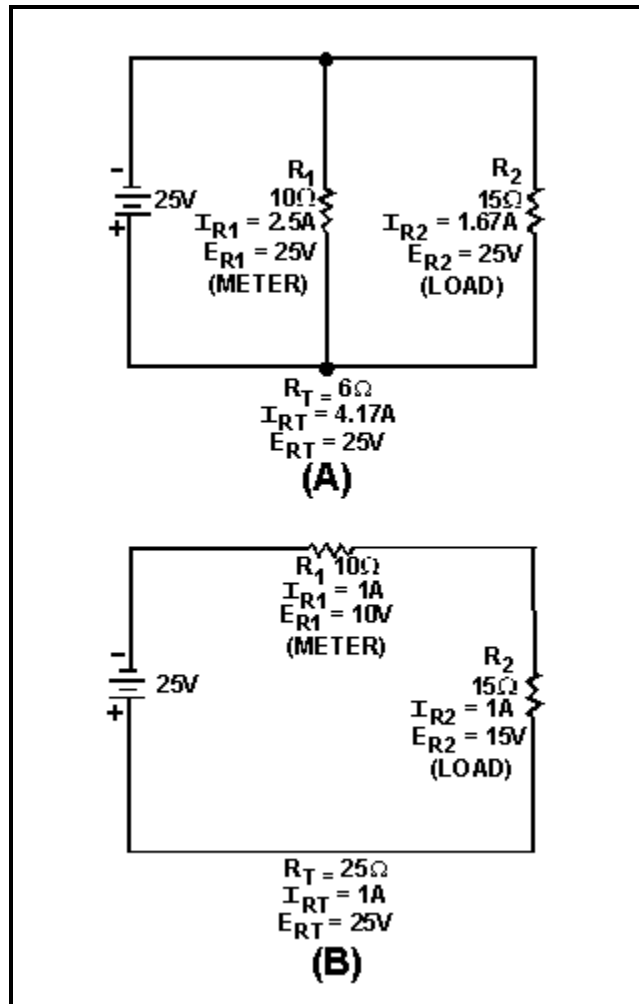 -
25V
+
R1
10Ω
IR1 = 2.5A
ER1 = 25V
(METER)
R2
15Ω
IR2 = 1.67A
ER2 = 25V
(LOAD)
RT = 6Ω
IRT = 4.17A
ERT = 25V
(A)
-
25V
+
R1 10Ω
IR1 = 1A
ER1 = 10V
(METER)
R2
15Ω
IR2 = 1A
ER2 = 15V
(LOAD)
RT = 25Ω
IRT = 1A
ERT = 25V
(B)